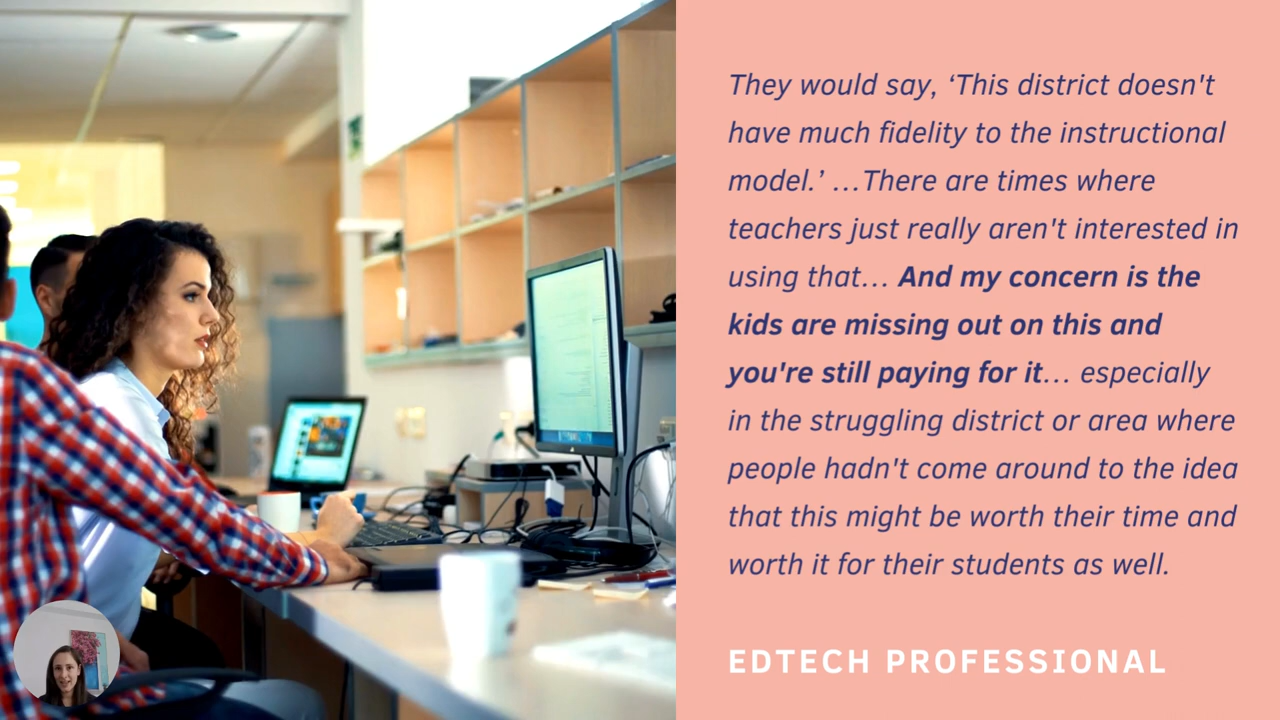 They would say, ‘This district doesn't
have much fidelity to the instructional
model.’ …There are times where
teachers just really aren't interested in
using that… And my concern is the
kids are missing out on this and
you're still paying for it… especially
in the struggling district or area where
people hadn't come around to the idea
that this might be worth their time and
worth it for their students as well.
EDTECH PROFESSIONAL